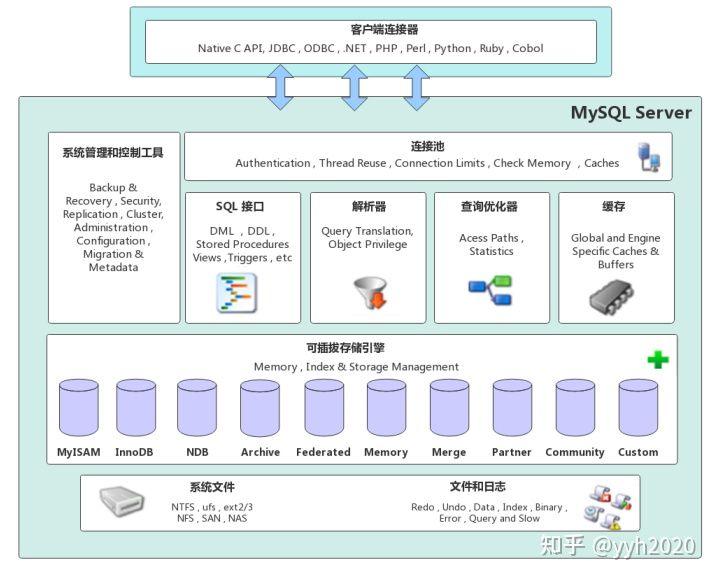 客户端连接器
Native C API, JDBC , ODBC , .NET , PHP , Perl , Python , Ruby , Cobol
MySQL Server
系统管理和控制工具
Backup &
Recovery , Security,
Replication , Cluster,
Administration ,
Configuration ,
Migration &
Metadata
连接池
Authentication , Thread Reuse , Connection Limits , Check Memory , Caches
SQL 接口
DML , DDL ,
Stored Procedures
Views ,Triggers , etc
解析器
Query Translation,
Object Privilege
查询优化器
Acess Paths ,
Statistics
缓存
Global and Engine
Specific Caches &
Buffers
可插拔存储引擎
Memory , Index & Storage Management
MyISAM
InnoDB
NDB
Archive
Federated
Memory
Merge
Partner
Community
Custom
系统文件
NTFS , ufs , ext2/3
NFS , SAN , NAS
文件和日志
Redo , Undo , Data , Index , Binary ,
Error , Query and Slow
知乎 @yyh2020